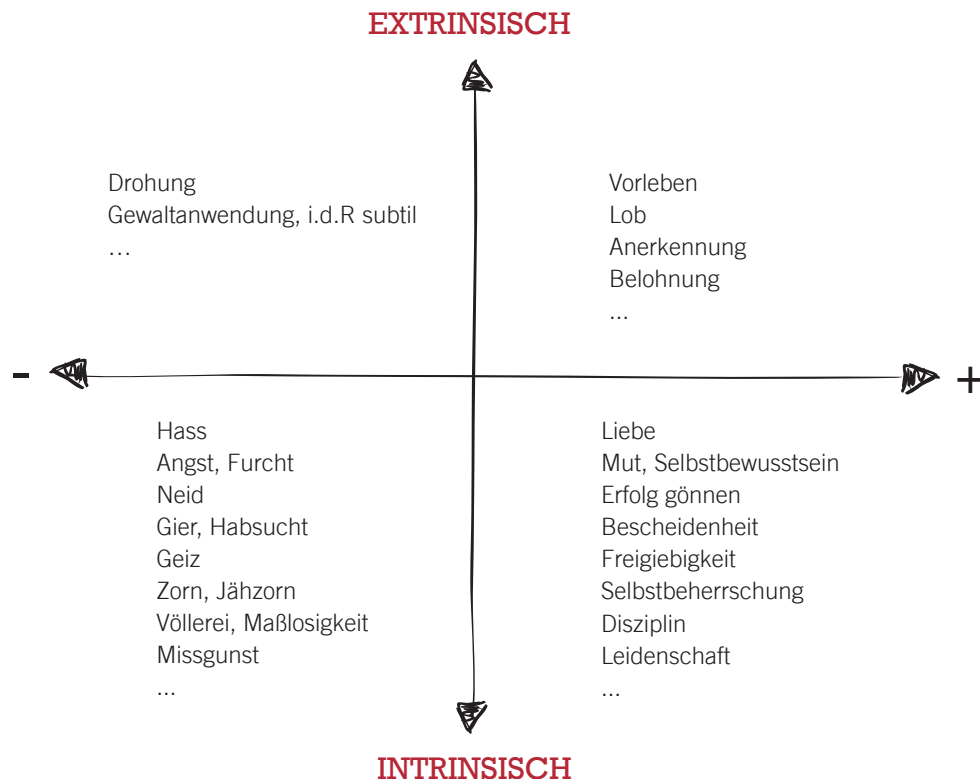 EXTRINSISCH
Drohung
Gewaltanwendung, i.d.R subtil
...
Vorleben
Lob
Anerkennung
Belohnung
...
-
+
Hass
Angst, Furcht
Neid
Gier, Habsucht
Geiz
Zorn, Jähzorn
Völlerei, Maßlosigkeit
Missgunst
...
Liebe
Mut, Selbstbewusstsein
Erfolg gönnen
Bescheidenheit
Freigiebigkeit
Selbstbeherrschung
Disziplin
Leidenschaft
...
INTRINSISCH